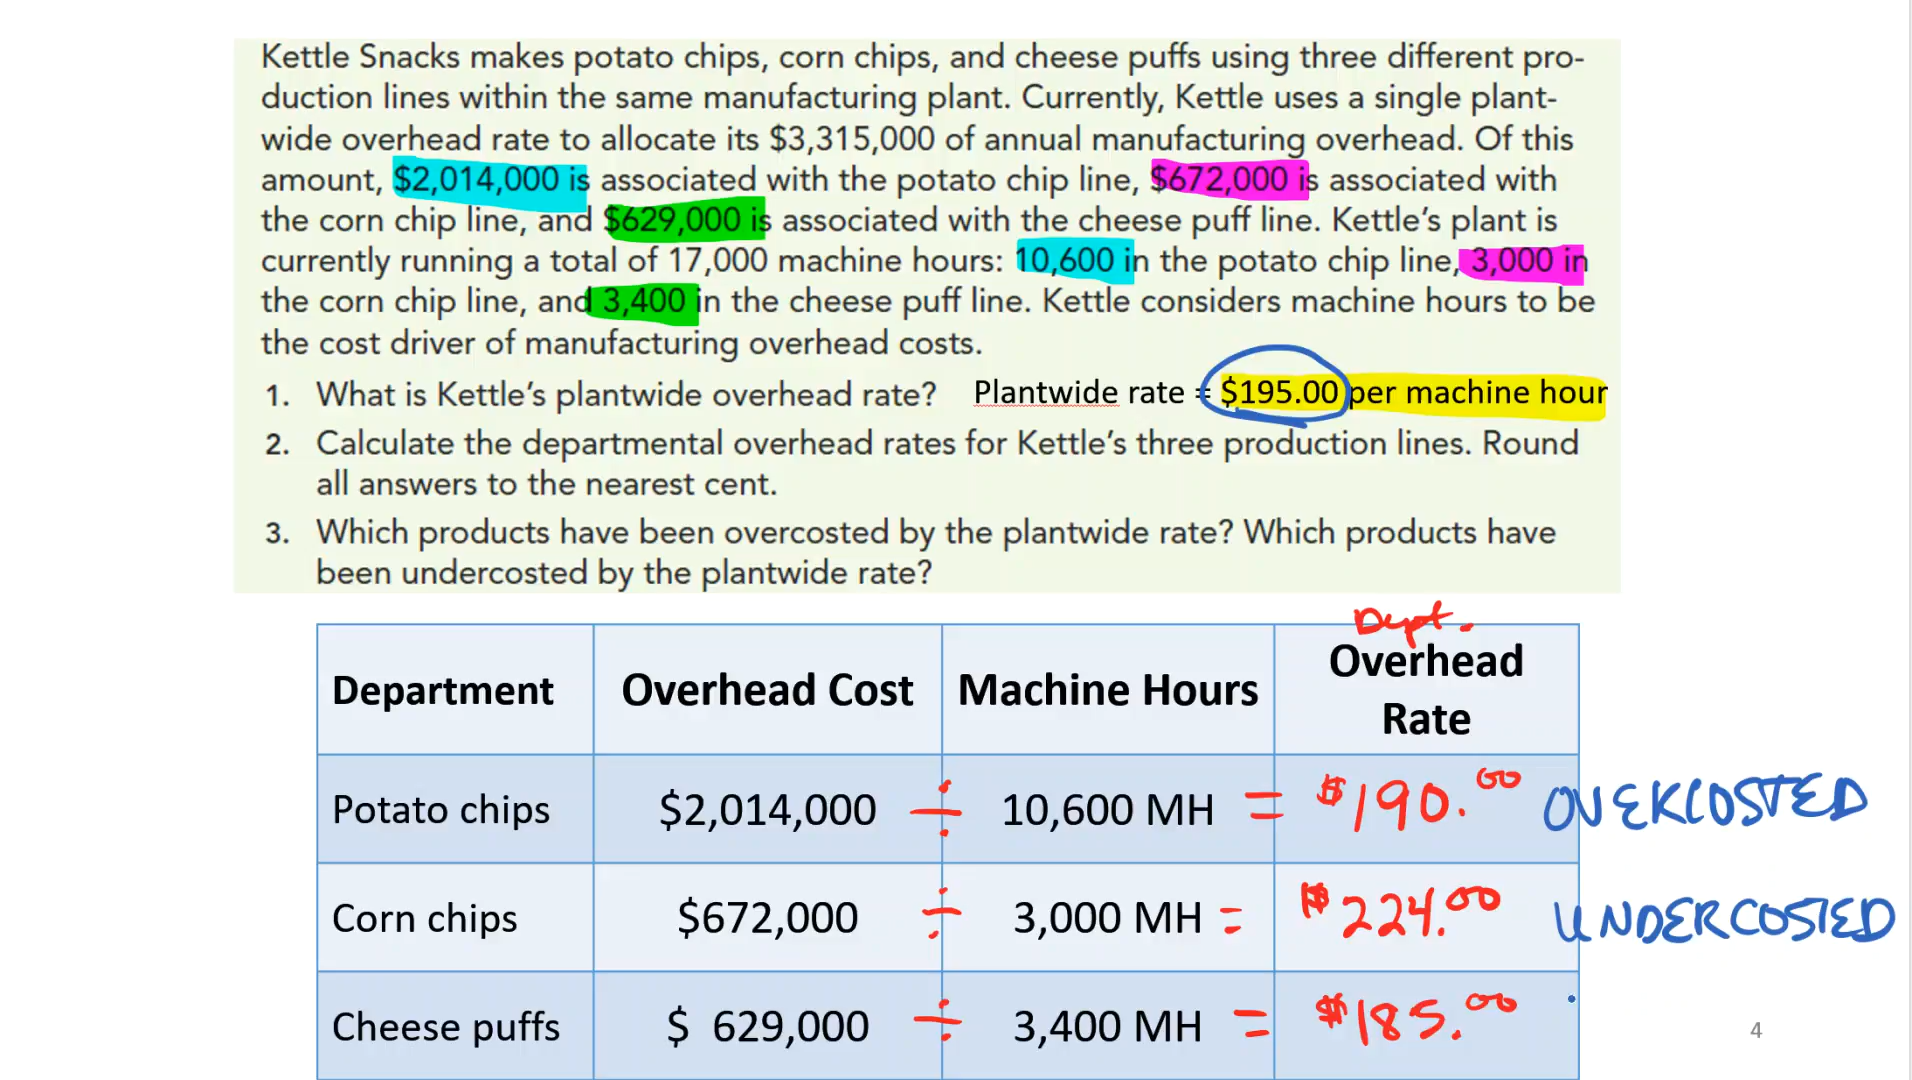 Kettle Snacks makes potato chips, corn chips, and cheese puffs using three different pro-
duction lines within the same manufacturing plant. Currently, Kettle uses a single plant-
wide overhead rate to allocate its $3,315,000 of annual manufacturing overhead. Of this
amount, $2,014,000 is associated with the potato chip line, $672,000 is associated with
the corn chip line, and $629,000 is associated with the cheese puff line. Kettle's plant is
currently running a total of 17,000 machine hours: 10,600 in the potato chip line, 3,000 in
the corn chip line, and 3,400 in the cheese puff line. Kettle considers machine hours to be
the cost driver of manufacturing overhead costs.
1. What is Kettle's plantwide overhead rate? Plantwide rate = $195.00 per machine hour
2. Calculate the departmental overhead rates for Kettle's three production lines. Round
all answers to the nearest cent.
3. Which products have been overcosted by the plantwide rate? Which products have
been undercosted by the plantwide rate?
Dept.
Department Overhead Cost Machine Hours Overhead
Rate
Potato chips $2,014,000 ÷ 10,600 MH = $190.00 OVERCOSTED
Corn chips $672,000 ÷ 3,000 MH = $224.00 UNDERCOSTED
Cheese puffs $ 629,000 ÷ 3,400 MH = $185.00
4